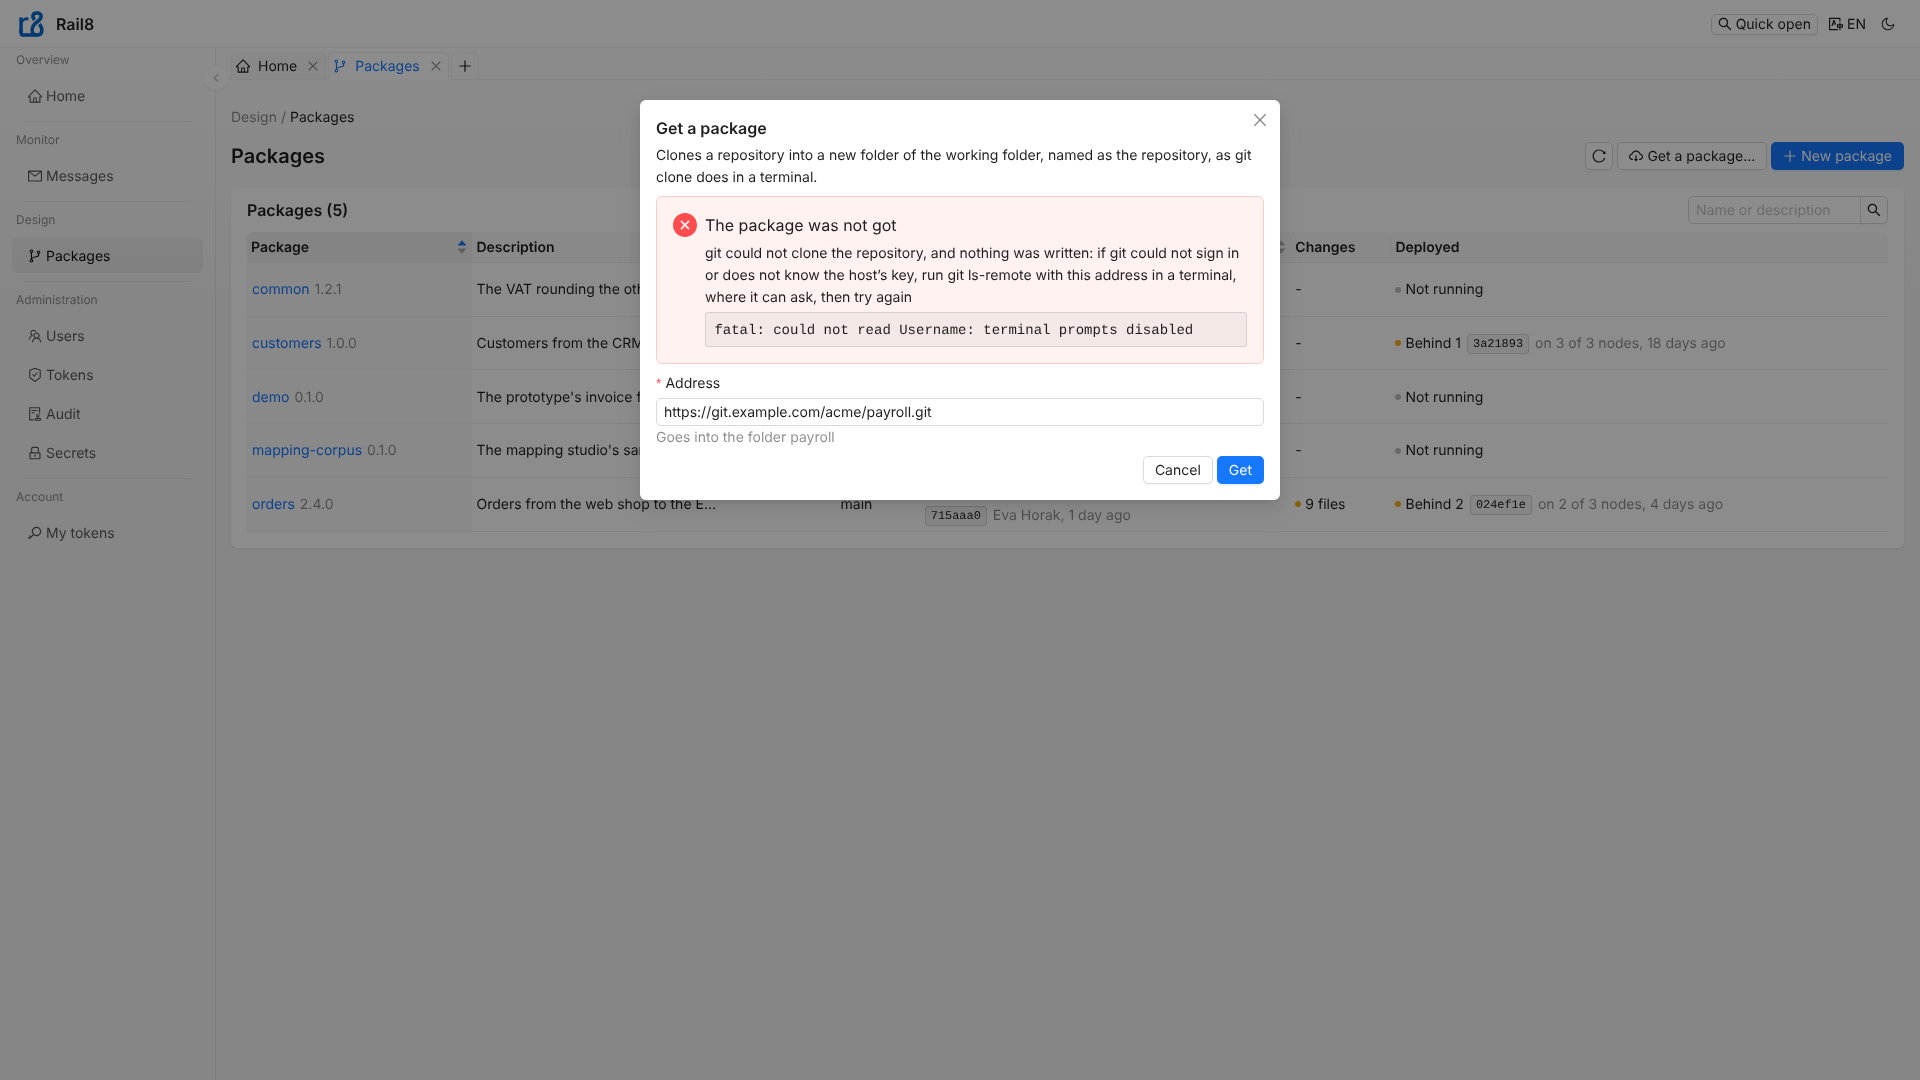 r8 Rail8
Quick open
EN
Overview
Home
Monitor
Messages
Design
Packages
Administration
Users
Tokens
Audit
Secrets
Account
My tokens
Home
Packages
Design / Packages
Packages
Get a package...
New package
Packages (5)
Name or description
Package
Description
Changes
Deployed
common 1.2.1
The VAT rounding the oth
-
Not running
customers 1.0.0
Customers from the CRM
-
Behind 1 3a21893 on 3 of 3 nodes, 18 days ago
demo 0.1.0
The prototype's invoice f
-
Not running
mapping-corpus 0.1.0
The mapping studio's sa
-
Not running
orders 2.4.0
Orders from the web shop to the E...
main
715aaa0 Eva Horak, 1 day ago
9 files
Behind 2 024ef1e on 2 of 3 nodes, 4 days ago
Get a package
Clones a repository into a new folder of the working folder, named as the repository, as git
clone does in a terminal.
The package was not got
git could not clone the repository, and nothing was written: if git could not sign in
or does not know the host’s key, run git ls-remote with this address in a terminal,
where it can ask, then try again
fatal: could not read Username: terminal prompts disabled
* Address
https://git.example.com/acme/payroll.git
Goes into the folder payroll
Cancel
Get